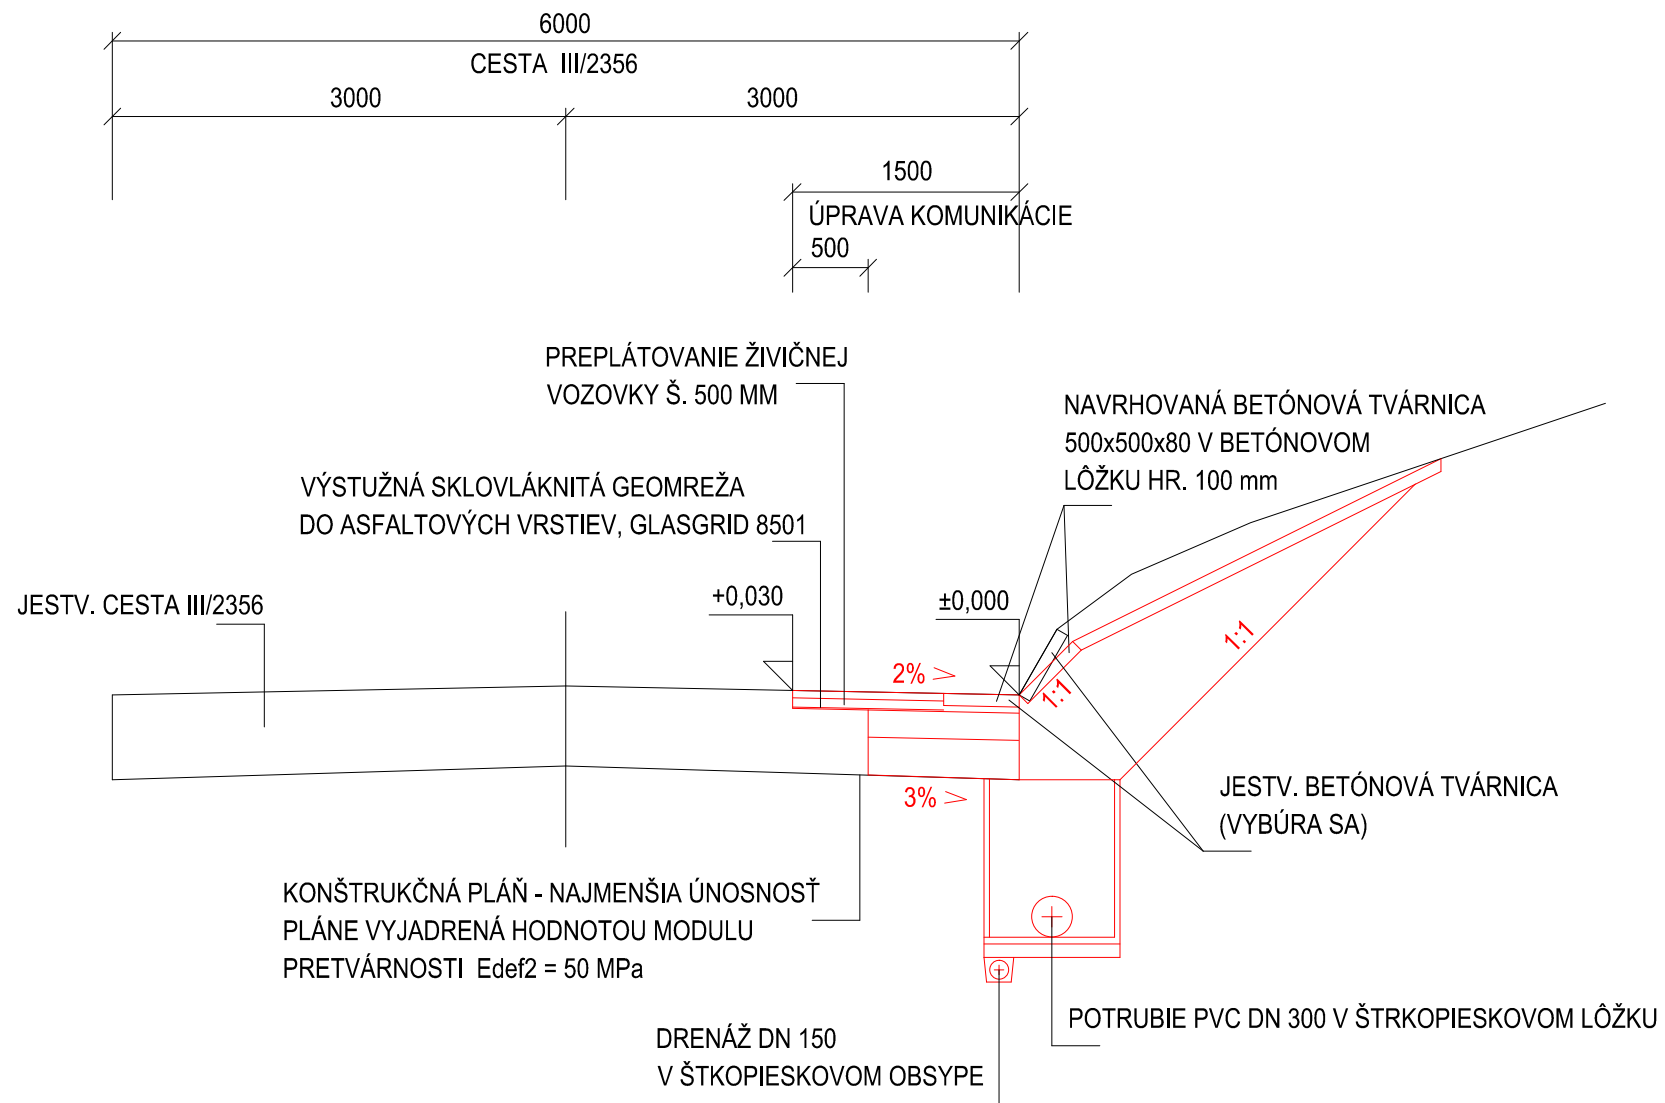 6000
CESTA III/2356
3000
3000
1500
ÚPRAVA KOMUNIKÁCIE
500
PREPLÁTOVANIE ŽIVIČNEJ
VOZOVKY Š. 500 MM
NAVRHOVANÁ BETÓNOVÁ TVÁRNICA
500x500x80 V BETÓNOVOM
LÔŽKU HR. 100 mm
VÝSTUŽNÁ SKLOVLÁKNITÁ GEOMREŽA
DO ASFALTOVÝCH VRSTIEV, GLASGRID 8501
JESTV. CESTA III/2356
+0,030
±0,000
2% >
1:1
1:1
3% >
JESTV. BETÓNOVÁ TVÁRNICA
(VYBÚRA SA)
KONŠTRUKČNÁ PLÁŇ - NAJMENŠIA ÚNOSNOSŤ
PLÁNE VYJADRENÁ HODNOTOU MODULU
PRETVÁRNOSTI Edef2 = 50 MPa
POTRUBIE PVC DN 300 V ŠTRKOPIESKOVOM LÔŽKU
DRENÁŽ DN 150
V ŠTKOPIESKOVOM OBSYPE